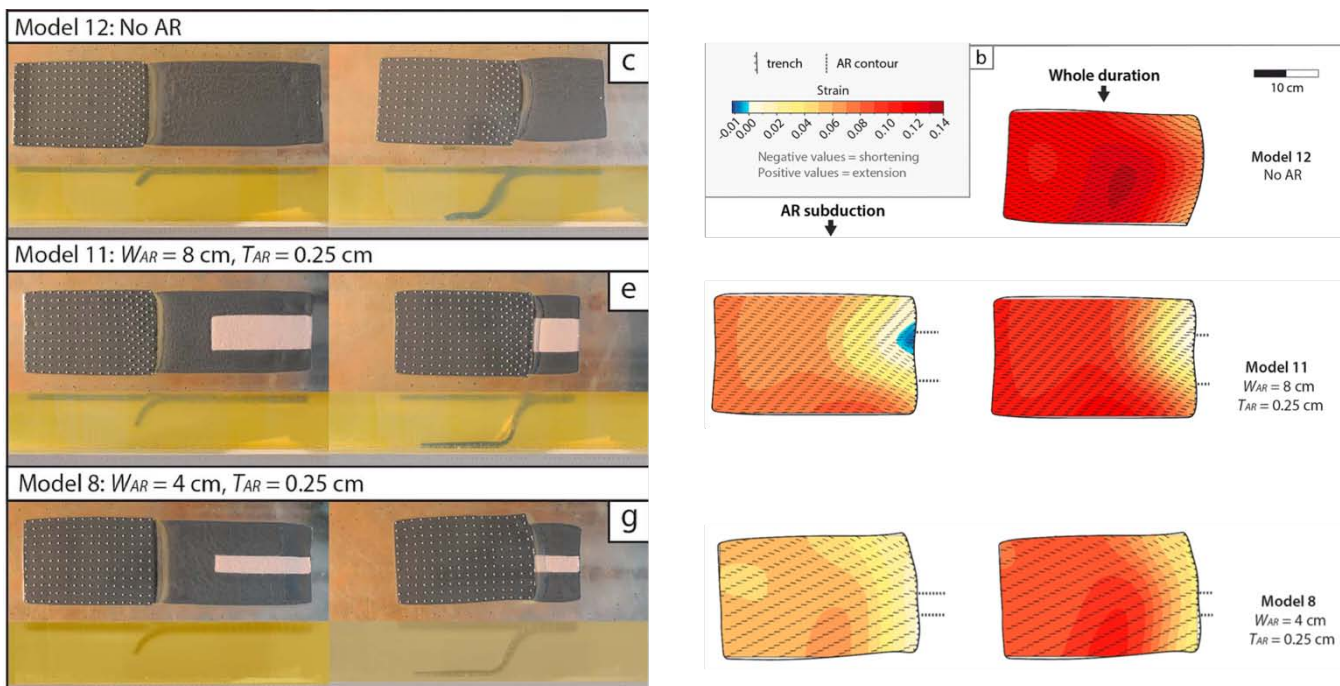 Model 12: No AR
c
Model 11: WAR = 8 cm, TAR = 0.25 cm
e
Model 8: WAR = 4 cm, TAR = 0.25 cm
g
trench
AR contour
Strain
-0.01
0.00
0.02
0.04
0.06
0.08
0.10
0.12
0.14
Negative values = shortening
Positive values = extension
b
Whole duration
10 cm
Model 12
No AR
AR subduction
Model 11
WAR = 8 cm
TAR = 0.25 cm
Model 8
WAR = 4 cm
TAR = 0.25 cm